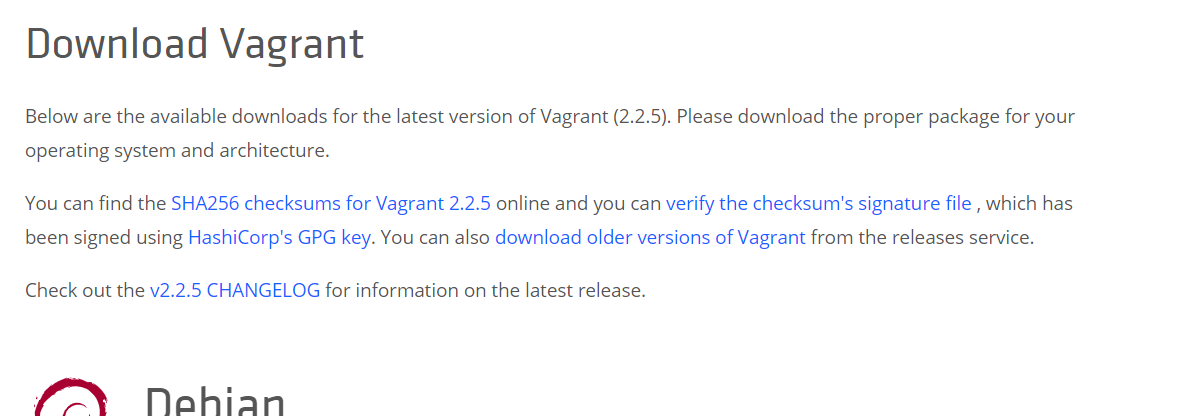 Download Vagrant
Below are the available downloads for the latest version of Vagrant (2.2.5). Please download the proper package for your
operating system and architecture.
You can find the SHA256 checksums for Vagrant 2.2.5 online and you can verify the checksum's signature file , which has
been signed using HashiCorp's GPG key. You can also download older versions of Vagrant from the releases service.
Check out the v2.2.5 CHANGELOG for information on the latest release.
Debian